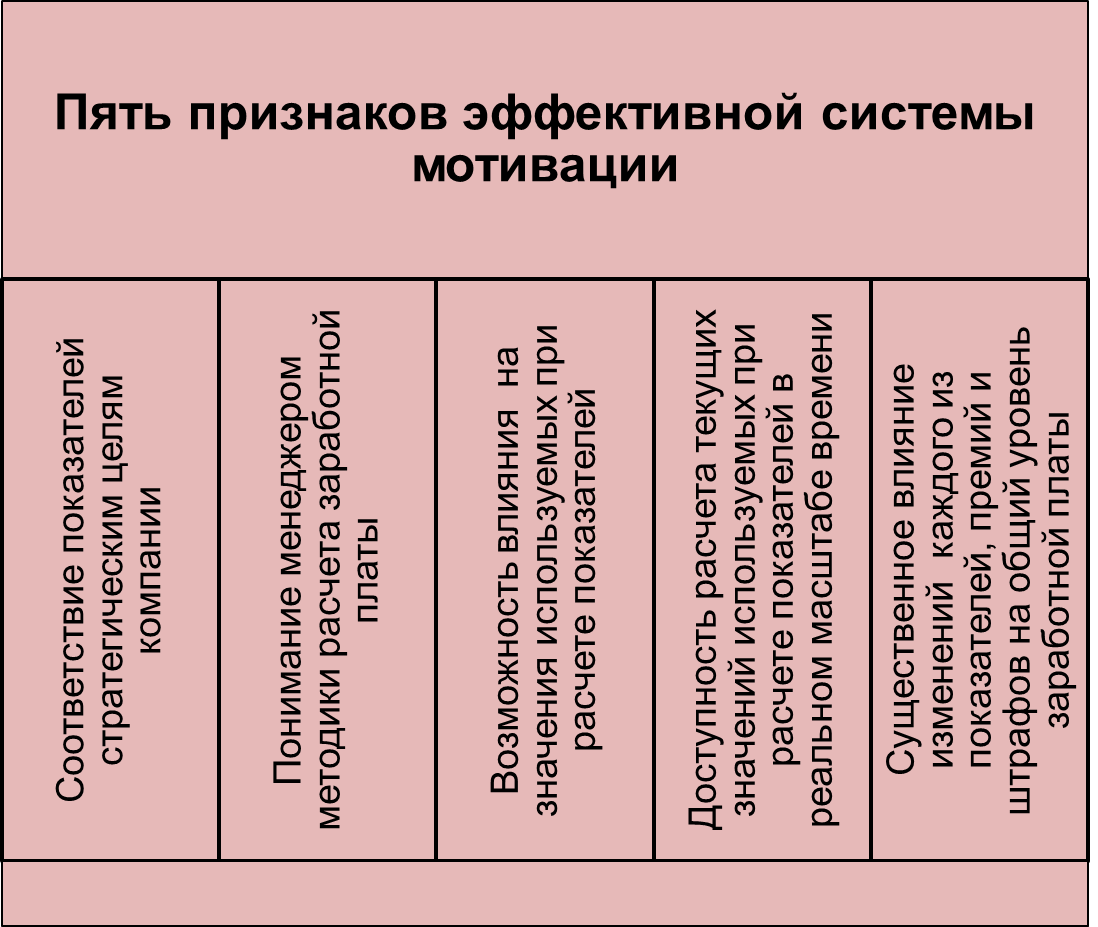 Пять признаков эффективной системы
мотивации
Соответствие показателей
стратегическим целям
компании
Понимание менеджером
методики расчета заработной
платы
Возможность влияния  на
значения используемых при
расчете показателей
Доступность расчета текущих
значений используемых при
расчете показателей в
реальном масштабе времени
Существенное влияние
изменений  каждого из
показателей, премий и
штрафов на общий уровень
заработной платы